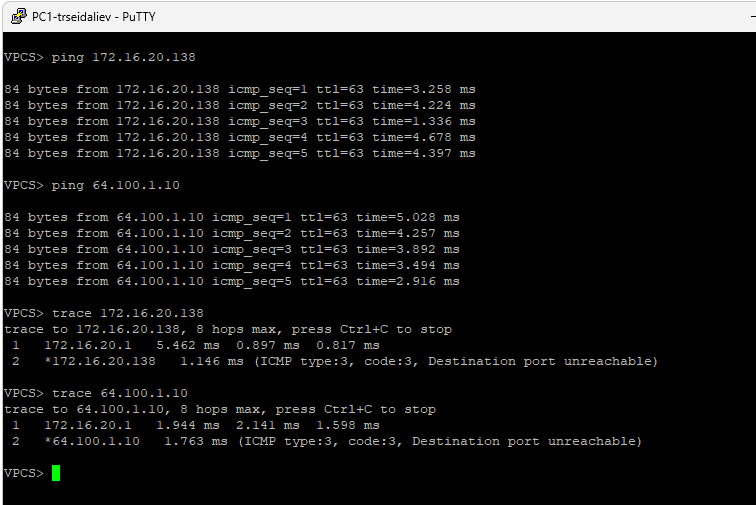 PC1-trseidaliev - PuTTY
VPCS> ping 172.16.20.138
84 bytes from 172.16.20.138 icmp_seq=1 ttl=63 time=3.258 ms
84 bytes from 172.16.20.138 icmp_seq=2 ttl=63 time=4.224 ms
84 bytes from 172.16.20.138 icmp_seq=3 ttl=63 time=1.336 ms
84 bytes from 172.16.20.138 icmp_seq=4 ttl=63 time=4.678 ms
84 bytes from 172.16.20.138 icmp_seq=5 ttl=63 time=4.397 ms
VPCS> ping 64.100.1.10
84 bytes from 64.100.1.10 icmp_seq=1 ttl=63 time=5.028 ms
84 bytes from 64.100.1.10 icmp_seq=2 ttl=63 time=4.257 ms
84 bytes from 64.100.1.10 icmp_seq=3 ttl=63 time=3.892 ms
84 bytes from 64.100.1.10 icmp_seq=4 ttl=63 time=3.494 ms
84 bytes from 64.100.1.10 icmp_seq=5 ttl=63 time=2.916 ms
VPCS> trace 172.16.20.138
trace to 172.16.20.138, 8 hops max, press Ctrl+C to stop
 1   172.16.20.1   5.462 ms  0.897 ms  0.817 ms
 2   *172.16.20.138   1.146 ms (ICMP type:3, code:3, Destination port unreachable)
VPCS> trace 64.100.1.10
trace to 64.100.1.10, 8 hops max, press Ctrl+C to stop
 1   172.16.20.1   1.944 ms  2.141 ms  1.598 ms
 2   *64.100.1.10   1.763 ms (ICMP type:3, code:3, Destination port unreachable)
VPCS>